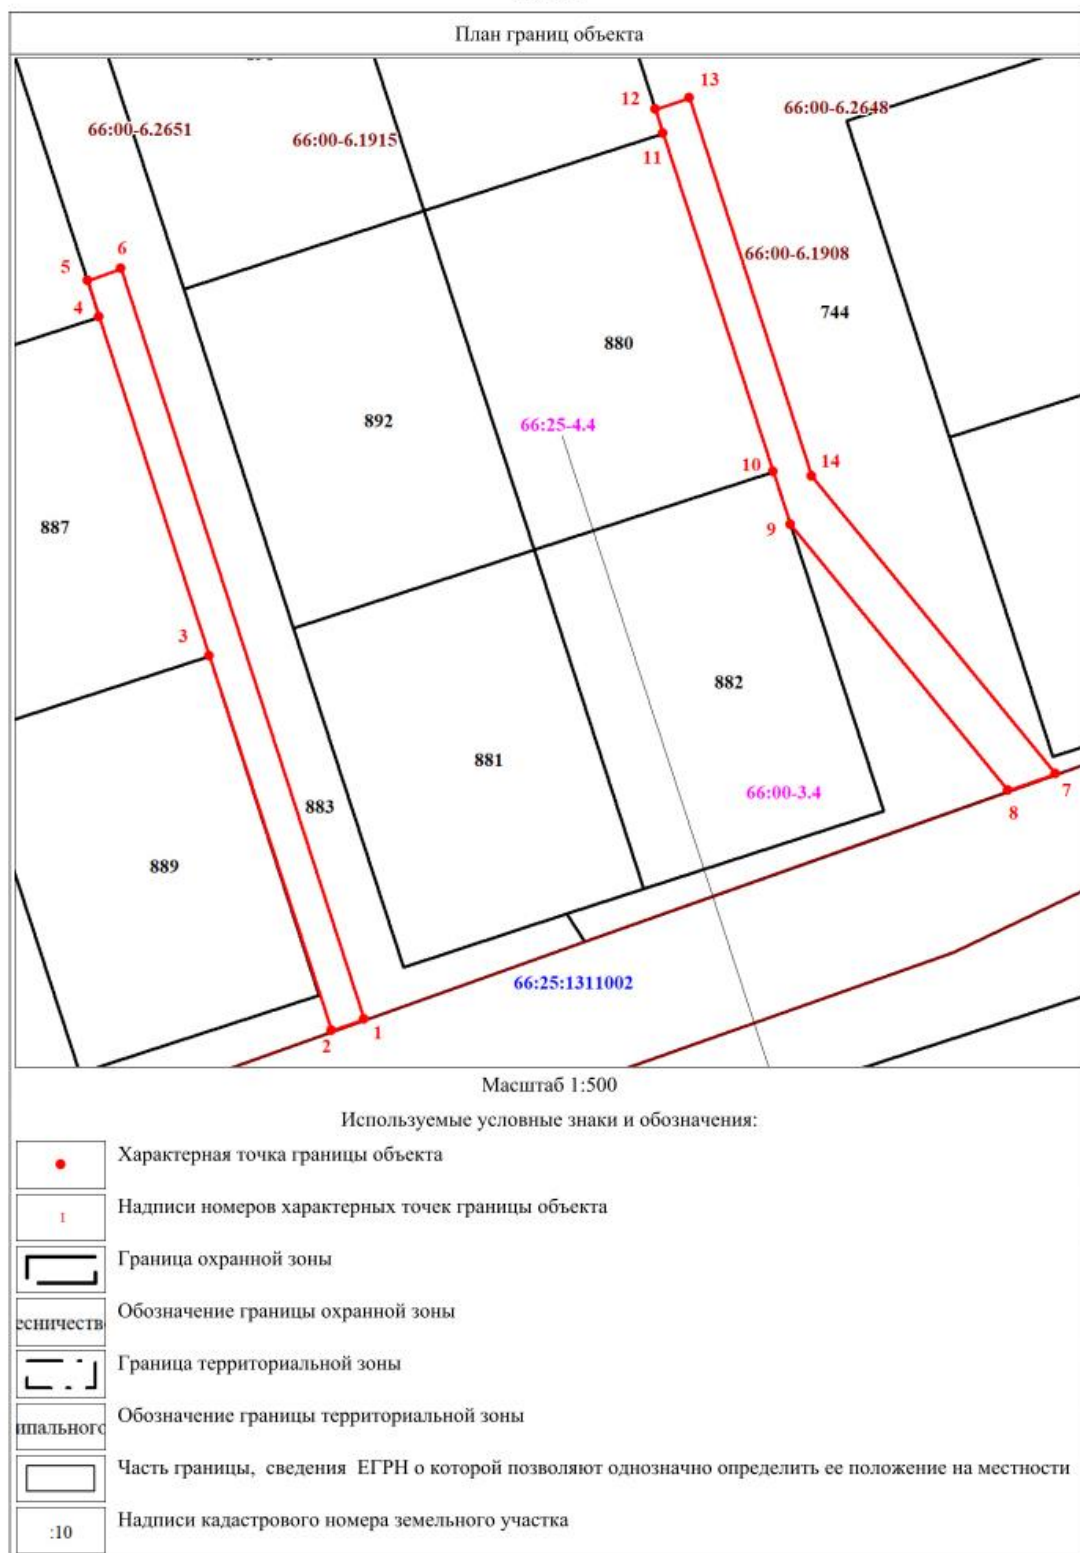 План границ объекта
13
12
66:00-6.2648
66:00-6.2651
66:00-6.1915
11
6
66:00-6.1908
5
4
744
880
892
66:25-4.4
10
14
887
9
3
882
881
66:00-3.4
7
883
8
889
66:25:1311002
1
2
Масштаб 1:500
Используемые условные знаки и обозначения:
Характерная точка границы объекта
1
Надписи номеров характерных точек границы объекта
Граница охранной зоны
есничеств
Обозначение границы охранной зоны
Граница территориальной зоны
ипального
Обозначение границы территориальной зоны
Часть границы, сведения ЕГРН о которой позволяют однозначно определить ее положение на местности
:10
Надписи кадастрового номера земельного участка